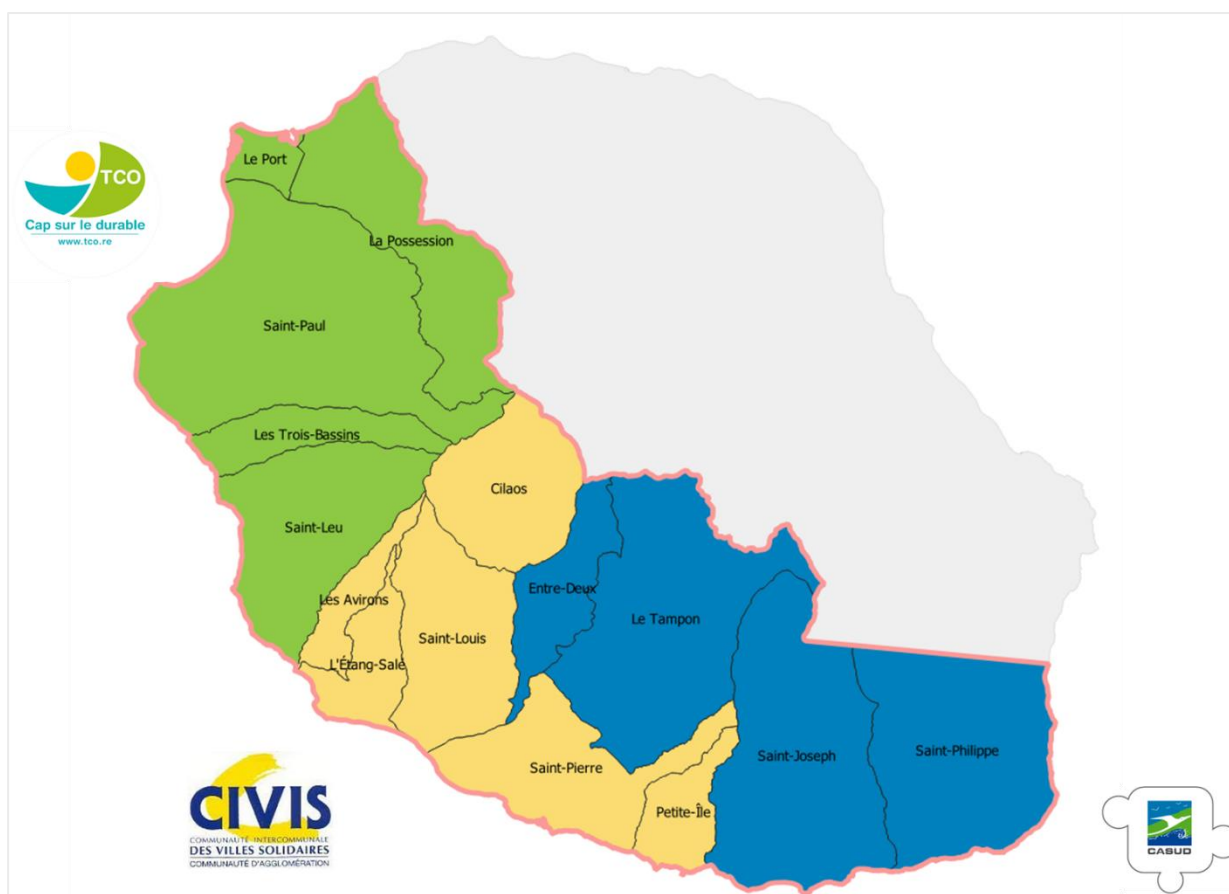 Le Port
TCO
Cap sur le durable
www.tco.re
La Possession
Saint-Paul
Les Trois-Bassins
Cilaos
Saint-Leu
Entre-Deux
Les Avirons
Le Tampon
Saint-Louis
L'Étang-Salé
Saint-Philippe
Saint-Joseph
Saint-Pierre
Petite-Île
CIVIS
COMMUNAUTÉ INTERCOMMUNALE
DES VILLES SOLIDAIRES
COMMUNAUTÉ D'AGGLOMÉRATION
CASUD